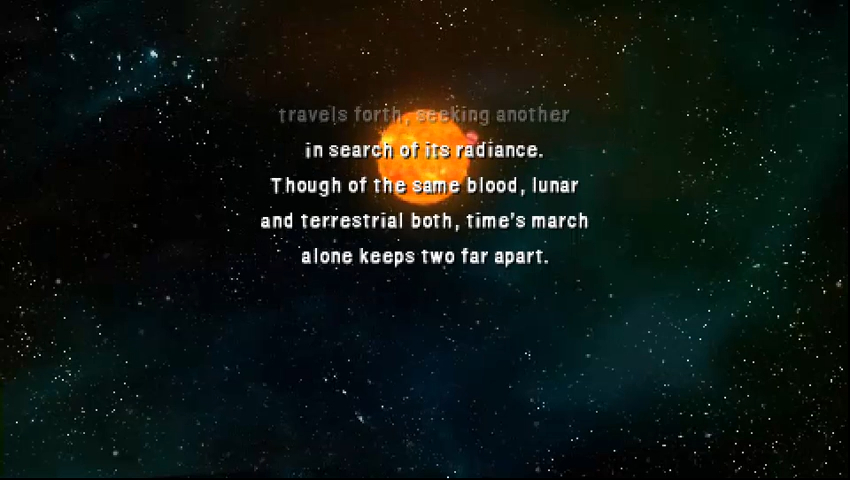 travels forth, seeking another
in search of its radiance.
Though of the same blood, lunar
and terrestrial both, time's march
alone keeps two far apart.